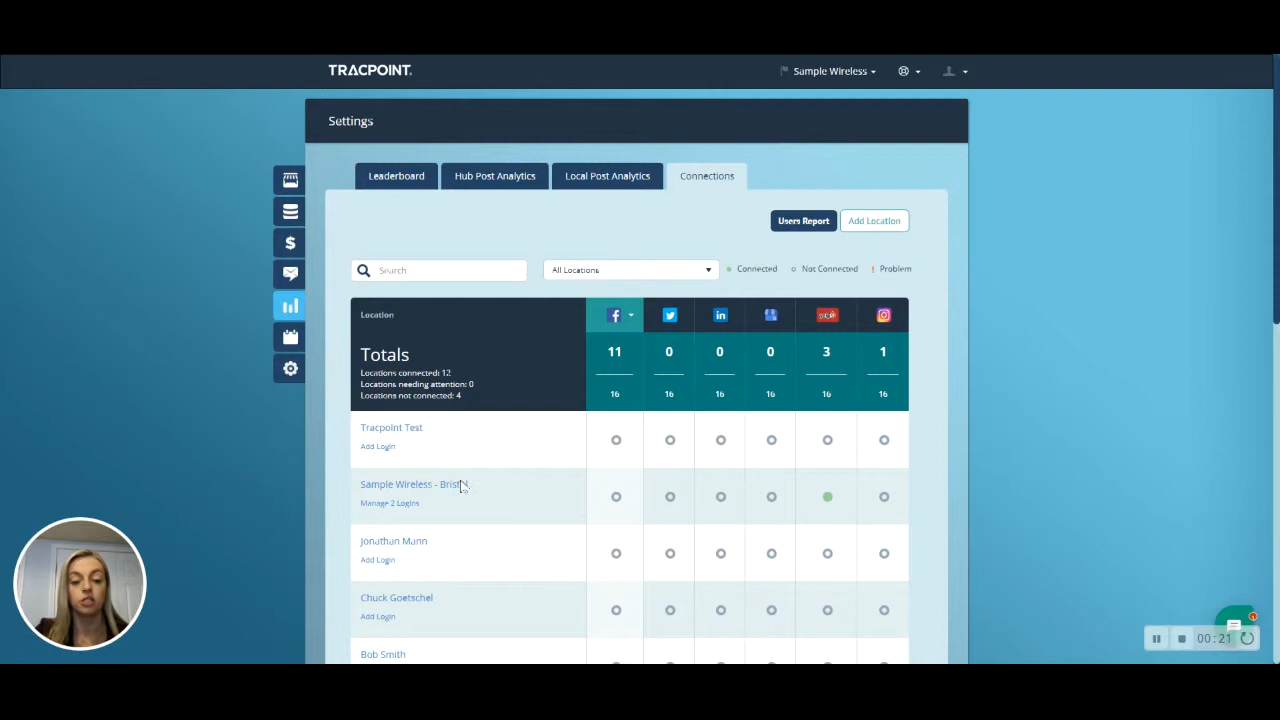 TRACPOINT.
Sample Wireless
Settings
Leaderboard
Hub Post Analytics
Local Post Analytics
Connections
Users Report
Add Location
Search
All Locations
Connected
Not Connected
! Problem
Location
Totals
Locations connected: 12
Locations needing attention: 0
Locations not connected: 4
11 0 0 0 3 1
16 16 16 16 16 16
Tracpoint Test
Add Login
Sample Wireless -
Manage 2 Logins
Jonathan Mann
Add Login
Chuck Goetschel
Add Login
Bob Smith
00:21